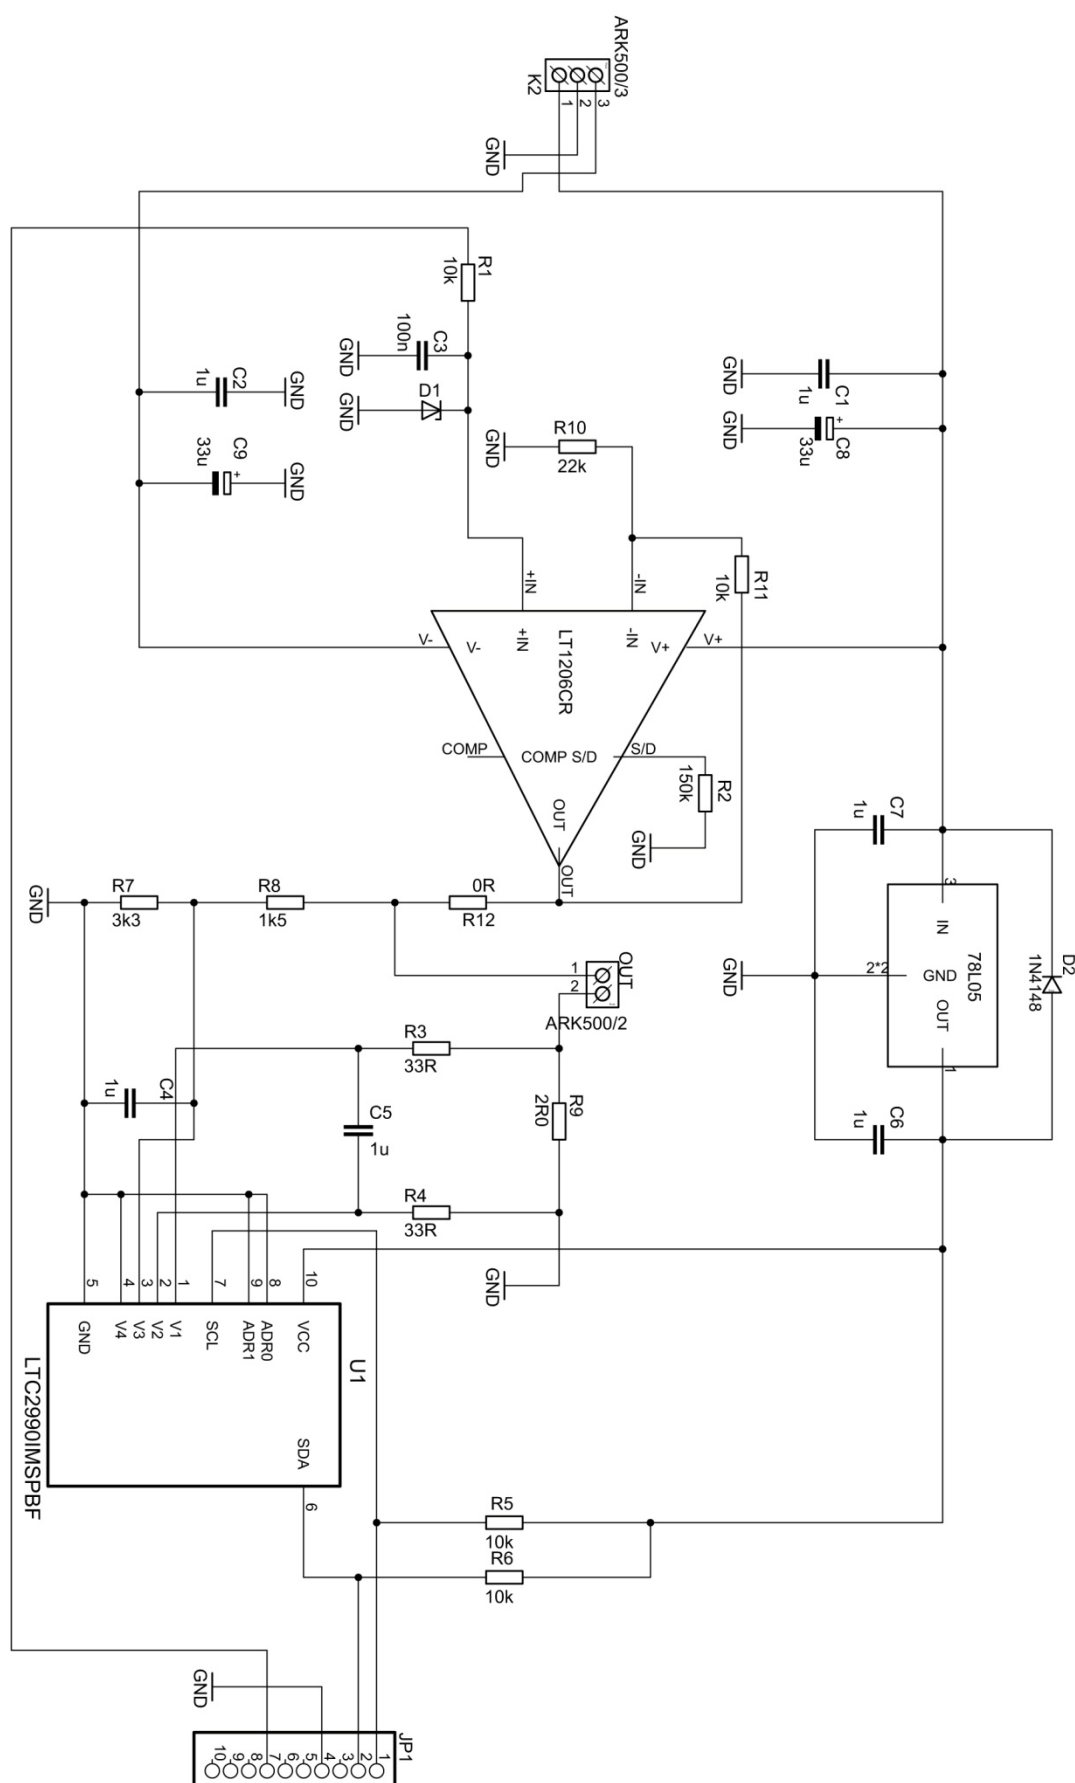 ARK500/3
K2
1
2
3
GND
R1
10k
GND
100n
C3
GND
D1
1u
C2
GND
33u
C9
+
GND
GND
R10
22k
GND
1u
C1
GND
33u
C8
+
R11
10k
+IN
-IN
+IN
-IN
V-
V-
V+
V+
LT1206CR
COMP
COMP S/D
S/D
OUT
OUT
R2
150k
GND
GND
R7
3k3
R8
1k5
0R
R12
1u
C7
3
IN
GND
2*2
GND
78L05
OUT
1
D2
1N4148
1u
C6
OUT
1
2
ARK500/2
R3
33R
R9
2R0
1u
C4
C5
1u
R4
33R
GND
5
4
3
2
1
7
9
8
10
GND
V4
V3
V2
V1
SCL
ADR1
ADR0
VCC
U1
LTC2990IMSPBF
SDA
6
R5
10k
R6
10k
GND
JP1
10
9
8
7
6
5
4
3
2
1